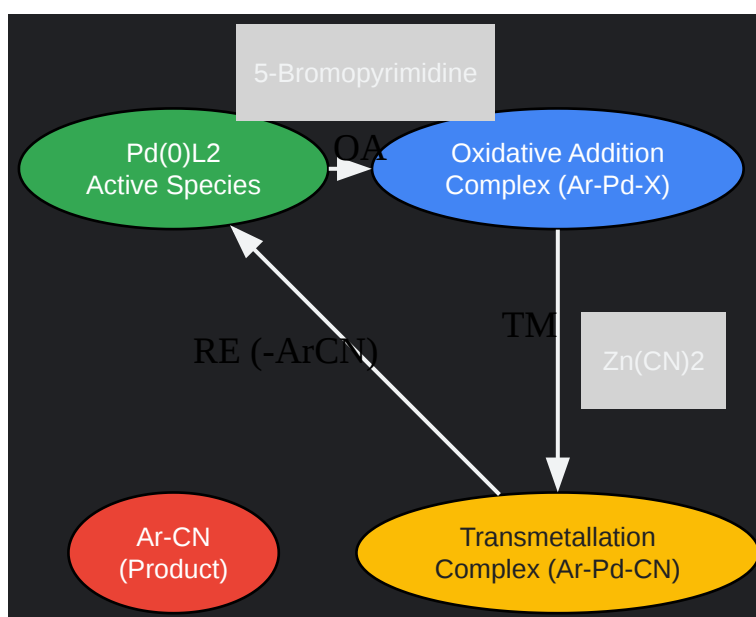 5-Bromopyrimidine
Pd(0)L2
Active Species
OA
Oxidative Addition
Complex (Ar-Pd-X)
RE (-ArCN)
TM
Zn(CN)2
Ar-CN
(Product)
Transmetallation
Complex (Ar-Pd-CN)